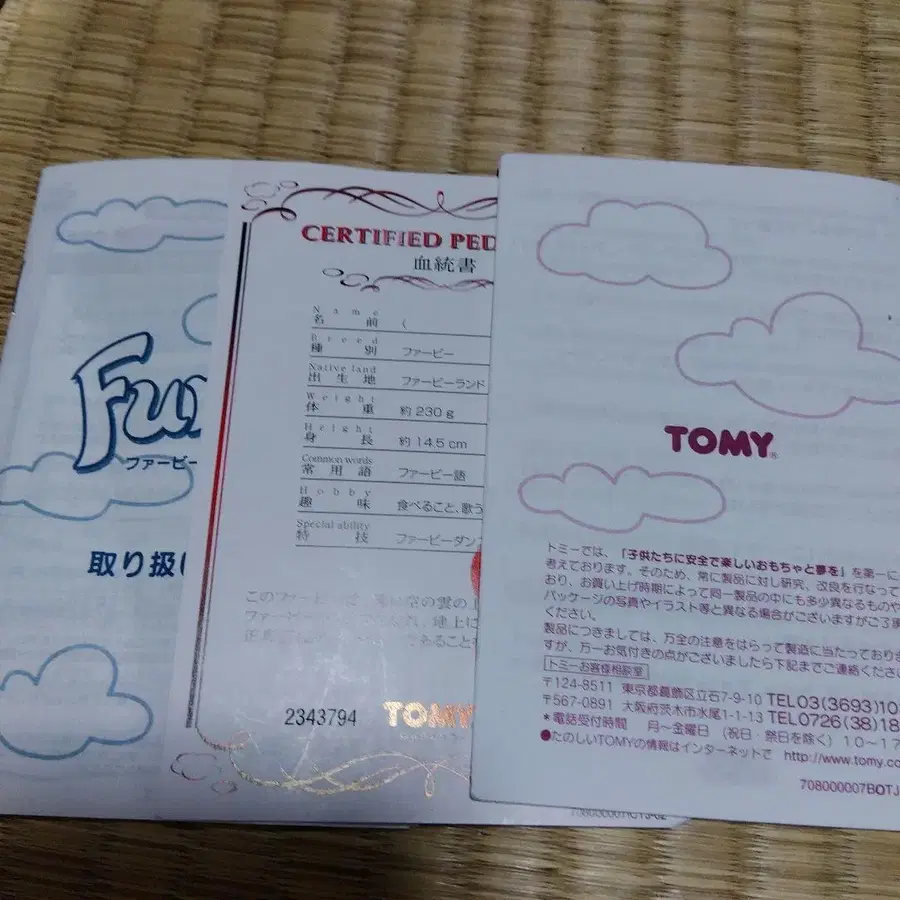 Fu
ファービー
取り扱
CERTIFIED PED
血統書
Name
名前 (
Breed
種別 ファービー
Native land
出生地 ファービーランド
Weight
体重 約230g
Height
身長 約14.5cm
Common words
常用語 ファービー語
Hobby
趣味 食べること、歌う
Special ability
特技 ファービーダン
2343794 TOMY
TOMY®
トミーでは、「子供たちに安全で楽しいおもちゃと夢を」を第一に
考えております。そのため、常に製品に対し研究、改良を行なって
おり、お買い上げ時期によって同一製品の中にも多少異なるものや
パッケージの写真やイラスト等と異なる場合がございますがご了承
ください。
製品につきましては、万全の注意をはらって製造に当たっておりま
すが、万一お気付きの点がございましたら下記までご連絡ください
トミーお客様相談室
〒124-8511 東京都葛飾区立石7-9-10 TEL03(3693)10
〒567-0891 大阪府茨木市水尾1-1-13 TEL0726(38)18
*電話受付時間 月〜金曜日 (祝日・祭日を除く) 10〜17
●たのしいTOMYの情報はインターネットで http://www.tomy.co
708000007BOTJ